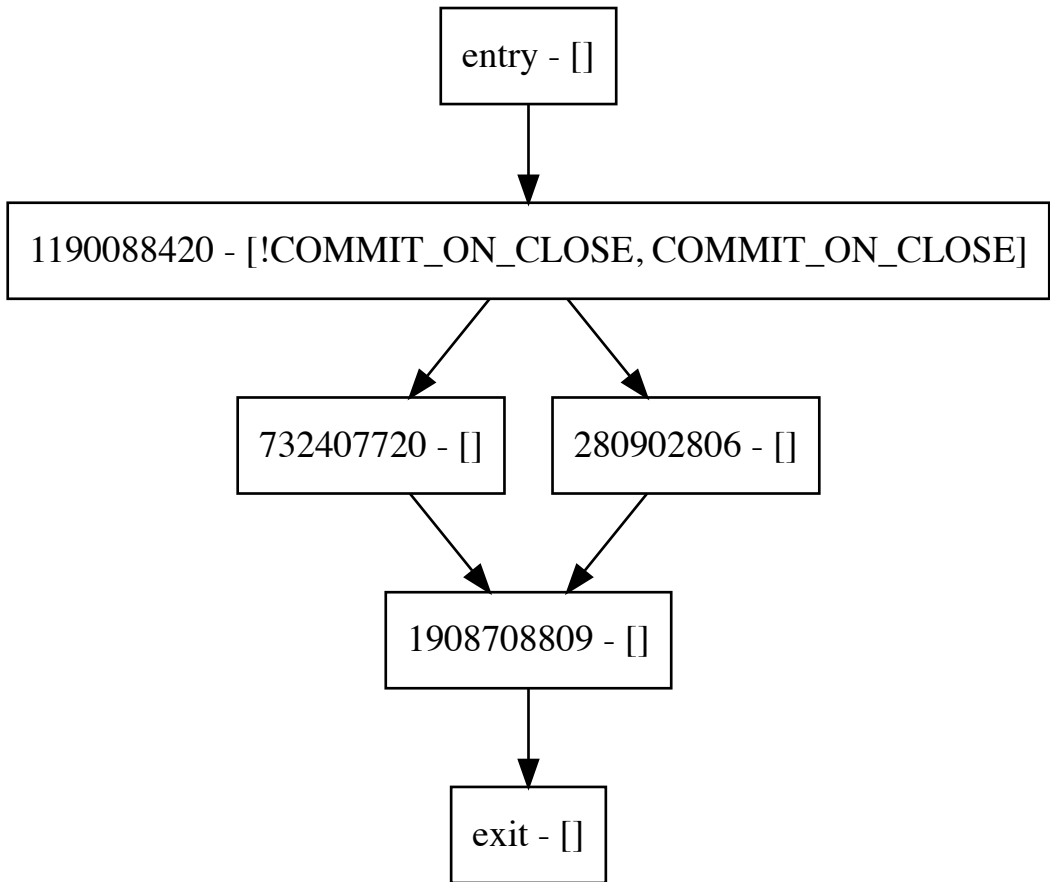 entry - []
1190088420 - [!COMMIT_ON_CLOSE, COMMIT_ON_CLOSE]
732407720 - []
280902806 - []
1908708809 - []
exit - []